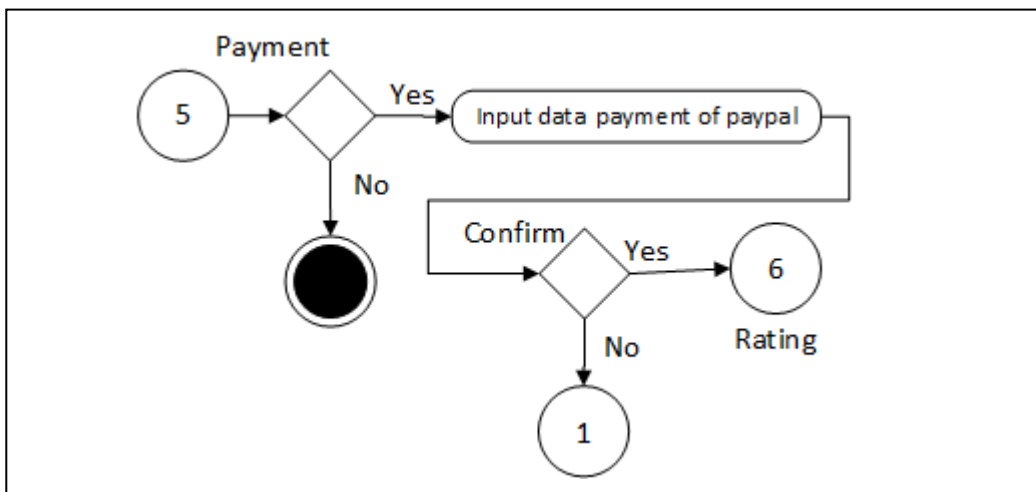 Payment
5
Yes
Input data payment of paypal
No
Confirm
Yes
6
Rating
No
1